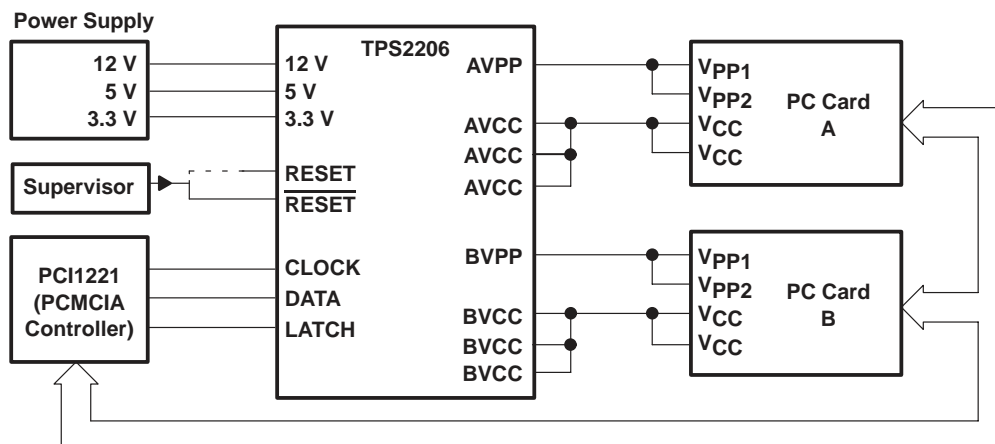 Power Supply
12 V
5 V
3.3 V
Supervisor
PCI1221
(PCMCIA
Controller)
TPS2206
12 V
5 V
3.3 V
RESET
RESET
CLOCK
DATA
LATCH
AVPP
AVCC
AVCC
AVCC
BVPP
BVCC
BVCC
BVCC
VPP1
VPP2
VCC
VCC
PC Card
A
VPP1
VPP2
VCC
VCC
PC Card
B